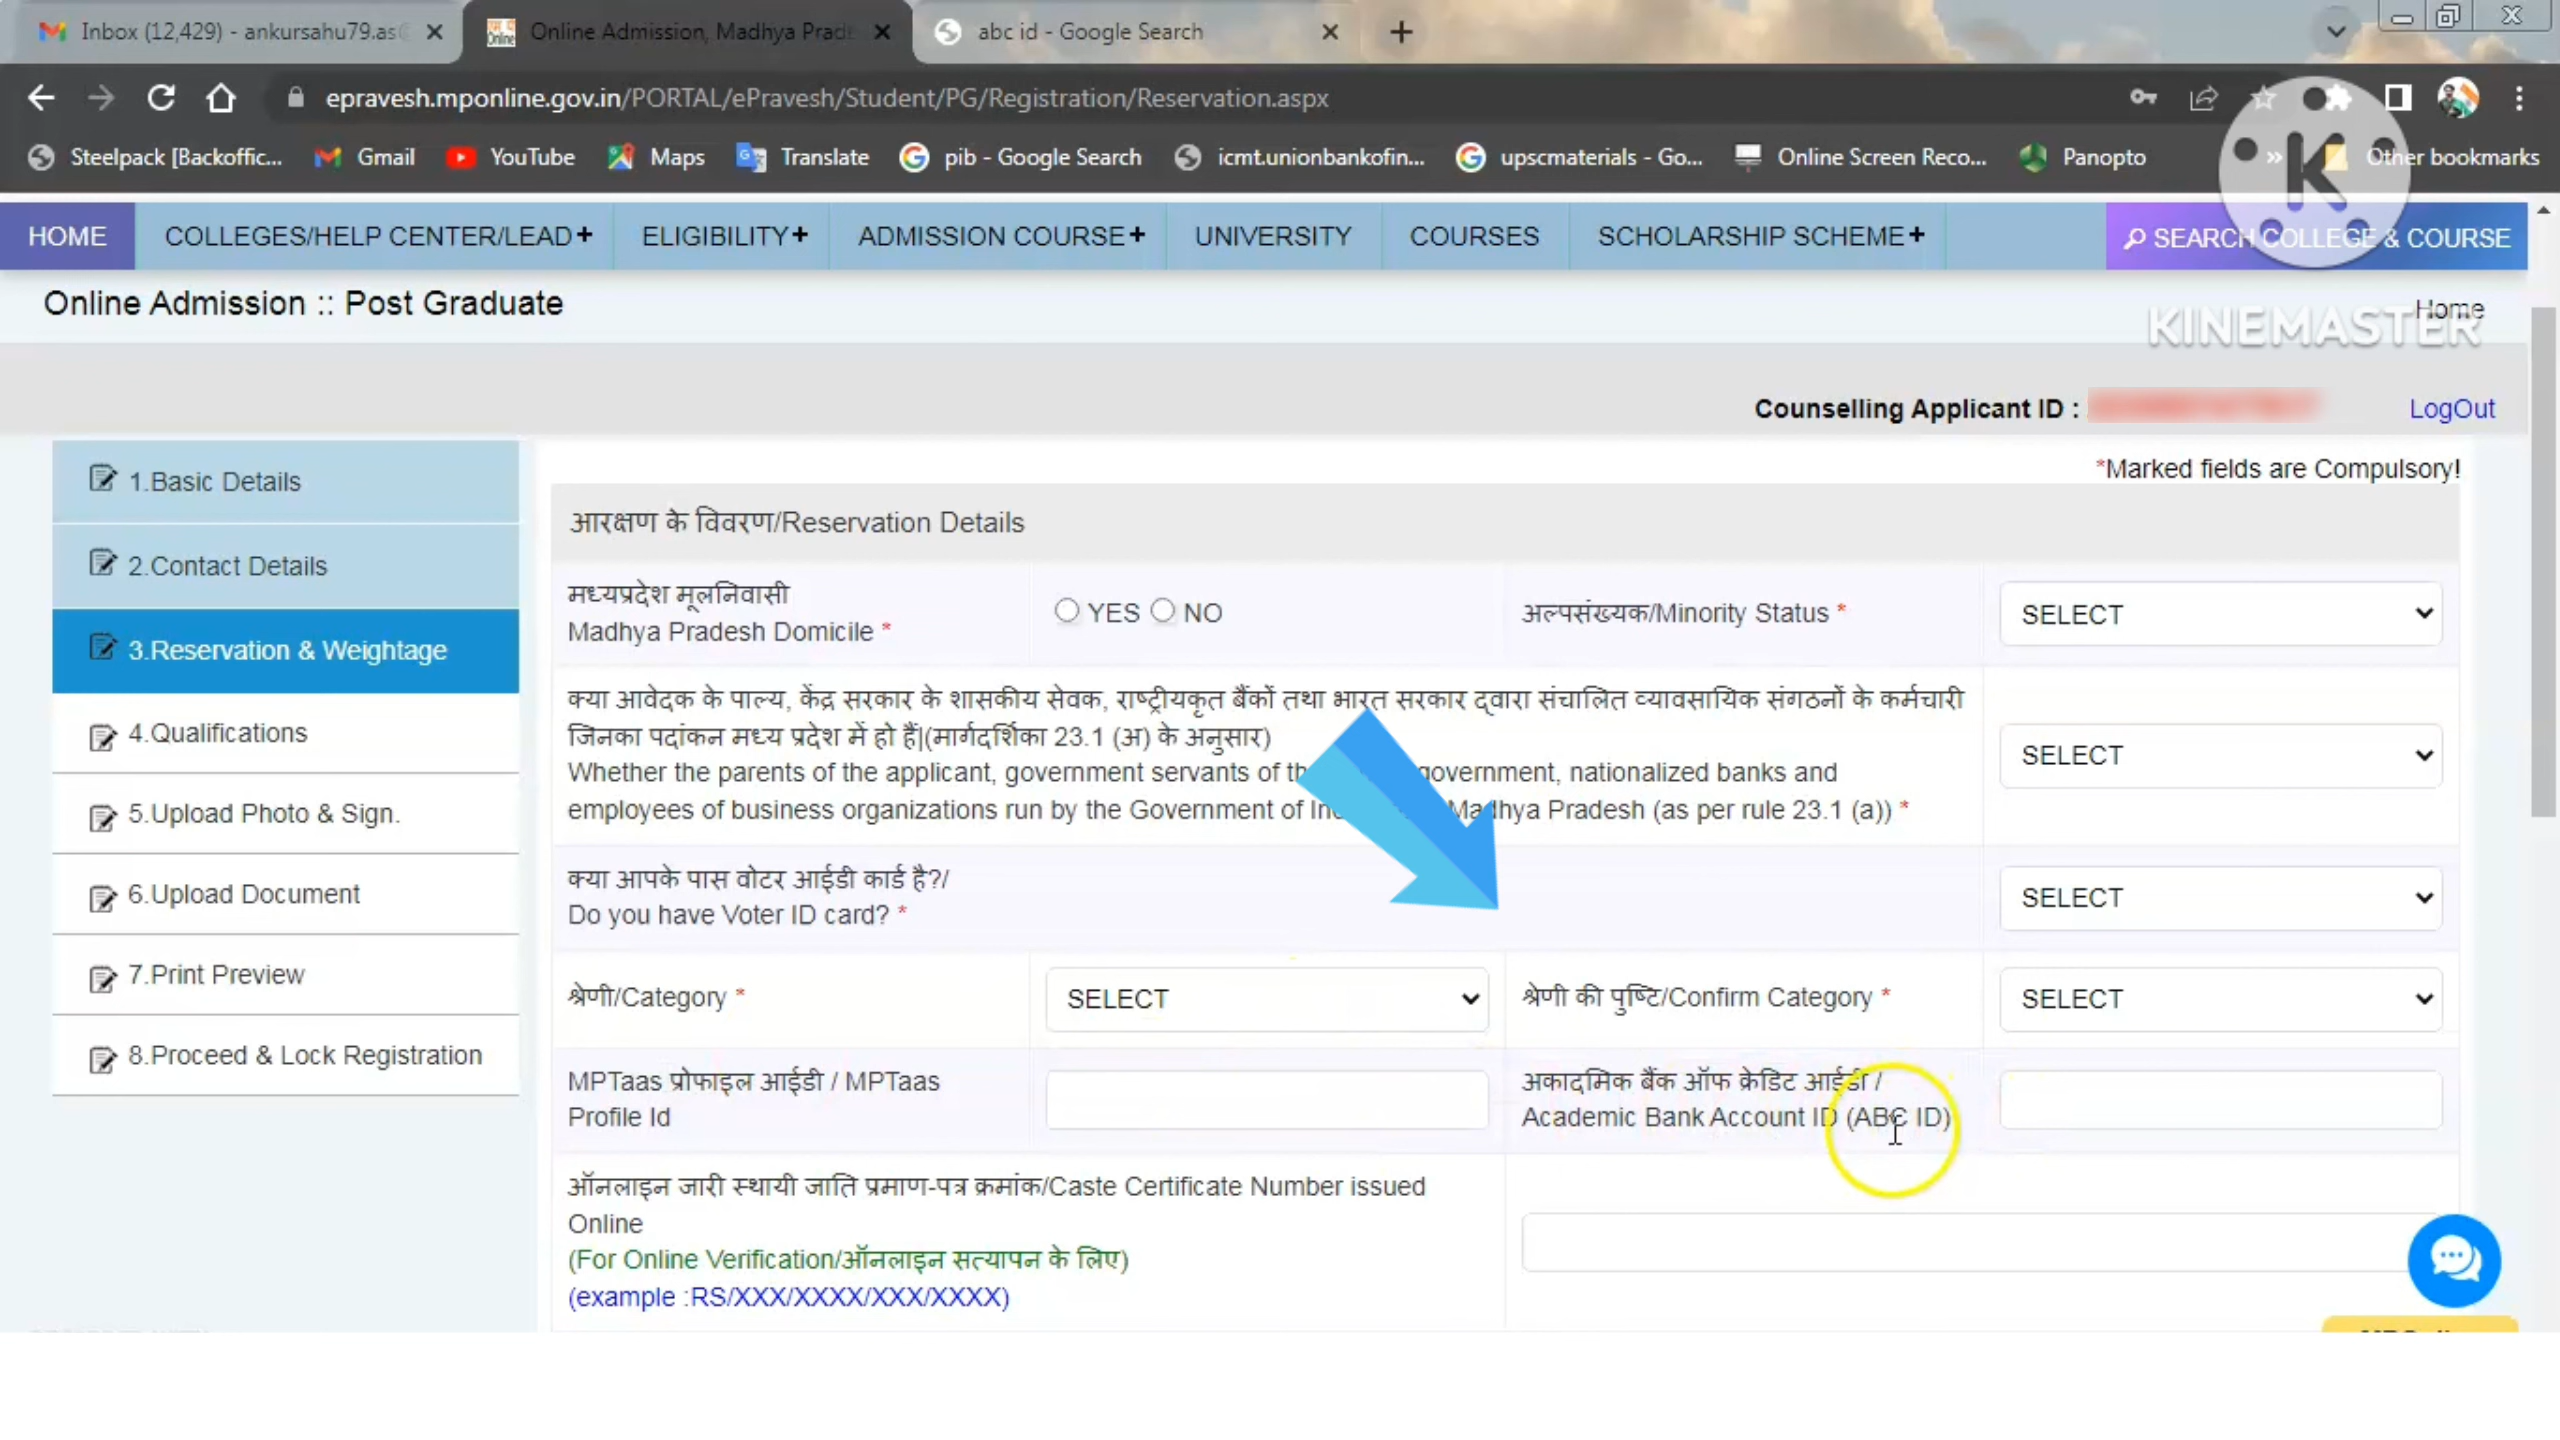 Inbox (12,429) - ankursahu79.as
Online Admission, Madhya Prad
abc id - Google Search
epravesh.mponline.gov.in/PORTAL/ePravesh/Student/PG/Registration/Reservation.aspx
Steelpack [Backoffic... Gmail YouTube Maps Translate pib - Google Search icmt.unionbankofin... upscmaterials - Go... Online Screen Reco... Panopto » Other bookmarks
K
HOME COLLEGES/HELP CENTER/LEAD+ ELIGIBILITY+ ADMISSION COURSE+ UNIVERSITY COURSES SCHOLARSHIP SCHEME+ SEARCH COLLEGE & COURSE
Online Admission :: Post Graduate
Home
KINEMASTER
Counselling Applicant ID :
LogOut
1.Basic Details
2.Contact Details
3.Reservation & Weightage
4.Qualifications
5.Upload Photo & Sign.
6.Upload Document
7.Print Preview
8.Proceed & Lock Registration
*Marked fields are Compulsory!
आरक्षण के विवरण/Reservation Details
मध्यप्रदेश मूलनिवासी
Madhya Pradesh Domicile *
YES NO
अल्पसंख्यक/Minority Status *
SELECT
क्या आवेदक के पाल्य, केंद्र सरकार के शासकीय सेवक, राष्ट्रीयकृत बैंकों तथा भारत सरकार द्वारा संचालित व्यावसायिक संगठनों के कर्मचारी
जिनका पदांकन मध्य प्रदेश में हो हैं|(मार्गदर्शिका 23.1 (अ) के अनुसार)
Whether the parents of the applicant, government servants of government, nationalized banks and
employees of business organizations run by the Government of Madhya Pradesh (as per rule 23.1 (a)) *
SELECT
क्या आपके पास वोटर आईडी कार्ड है?/
Do you have Voter ID card? *
SELECT
श्रेणी/Category *
SELECT
श्रेणी की पुष्टि/Confirm Category *
SELECT
MPTaas प्रोफाइल आईडी / MPTaas
Profile Id
अकादमिक बैंक ऑफ क्रेडिट आईडी /
Academic Bank Account ID (ABC ID)
ऑनलाइन जारी स्थायी जाति प्रमाण-पत्र क्रमांक/Caste Certificate Number issued
Online
(For Online Verification/ऑनलाइन सत्यापन के लिए)
(example :RS/XXX/XXXX/XXX/XXXX)